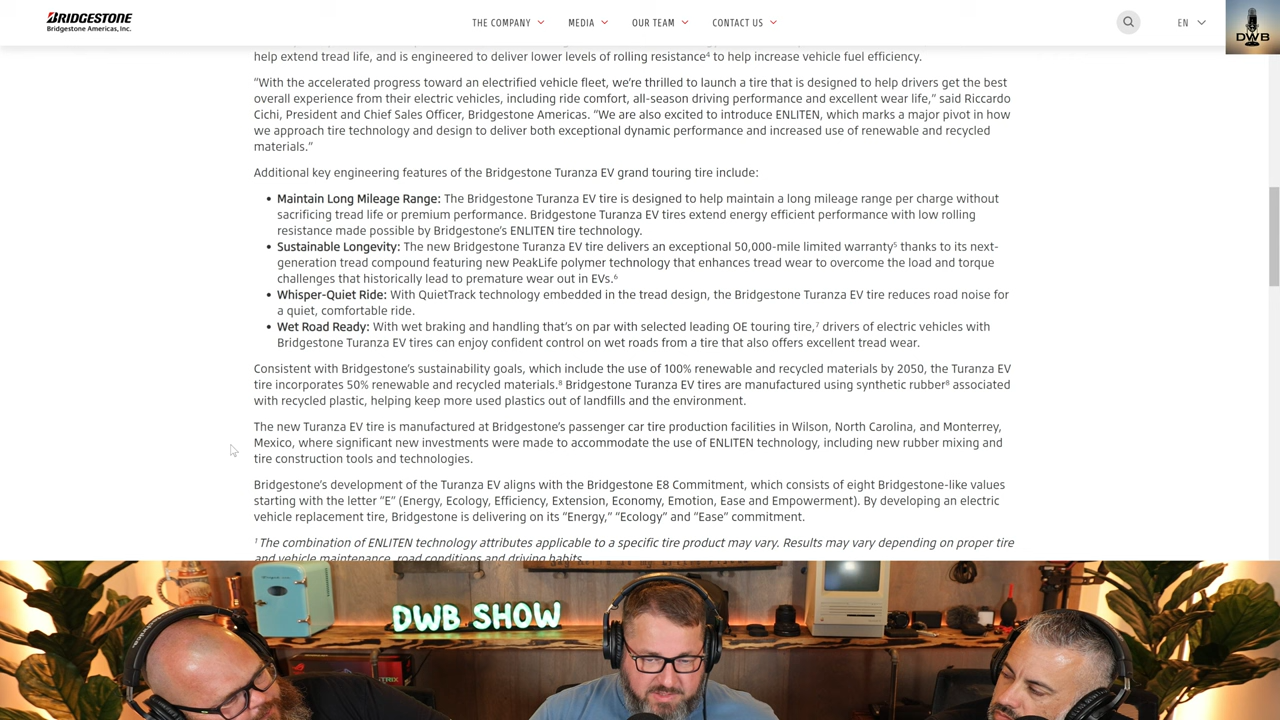 BRIDGESTONE
Bridgestone Americas, Inc.
THE COMPANY MEDIA OUR TEAM CONTACT US EN
DWB
help extend tread life, and is engineered to deliver lower levels of rolling resistance⁴ to help increase vehicle fuel efficiency.
“With the accelerated progress toward an electrified vehicle fleet, we’re thrilled to launch a tire that is designed to help drivers get the best
overall experience from their electric vehicles, including ride comfort, all-season driving performance and excellent wear life,” said Riccardo
Cichi, President and Chief Sales Officer, Bridgestone Americas. “We are also excited to introduce ENLITEN, which marks a major pivot in how
we approach tire technology and design to deliver both exceptional dynamic performance and increased use of renewable and recycled
materials.”
Additional key engineering features of the Bridgestone Turanza EV grand touring tire include:
• Maintain Long Mileage Range: The Bridgestone Turanza EV tire is designed to help maintain a long mileage range per charge without
sacrificing tread life or premium performance. Bridgestone Turanza EV tires extend energy efficient performance with low rolling
resistance made possible by Bridgestone’s ENLITEN tire technology.
• Sustainable Longevity: The new Bridgestone Turanza EV tire delivers an exceptional 50,000-mile limited warranty⁵ thanks to its next-
generation tread compound featuring new PeakLife polymer technology that enhances tread wear to overcome the load and torque
challenges that historically lead to premature wear out in EVs.⁶
• Whisper-Quiet Ride: With QuietTrack technology embedded in the tread design, the Bridgestone Turanza EV tire reduces road noise for
a quiet, comfortable ride.
• Wet Road Ready: With wet braking and handling that’s on par with selected leading OE touring tire,⁷ drivers of electric vehicles with
Bridgestone Turanza EV tires can enjoy confident control on wet roads from a tire that also offers excellent tread wear.
Consistent with Bridgestone’s sustainability goals, which include the use of 100% renewable and recycled materials by 2050, the Turanza EV
tire incorporates 50% renewable and recycled materials.⁸ Bridgestone Turanza EV tires are manufactured using synthetic rubber⁸ associated
with recycled plastic, helping keep more used plastics out of landfills and the environment.
The new Turanza EV tire is manufactured at Bridgestone’s passenger car tire production facilities in Wilson, North Carolina, and Monterrey,
Mexico, where significant new investments were made to accommodate the use of ENLITEN technology, including new rubber mixing and
tire construction tools and technologies.
Bridgestone’s development of the Turanza EV aligns with the Bridgestone E8 Commitment, which consists of eight Bridgestone-like values
starting with the letter “E” (Energy, Ecology, Efficiency, Extension, Economy, Emotion, Ease and Empowerment). By developing an electric
vehicle replacement tire, Bridgestone is delivering on its “Energy,” “Ecology” and “Ease” commitment.
¹ The combination of ENLITEN technology attributes applicable to a specific tire product may vary. Results may vary depending on proper tire
and vehicle maintenance, road conditions and driving habits.
DWB SHOW